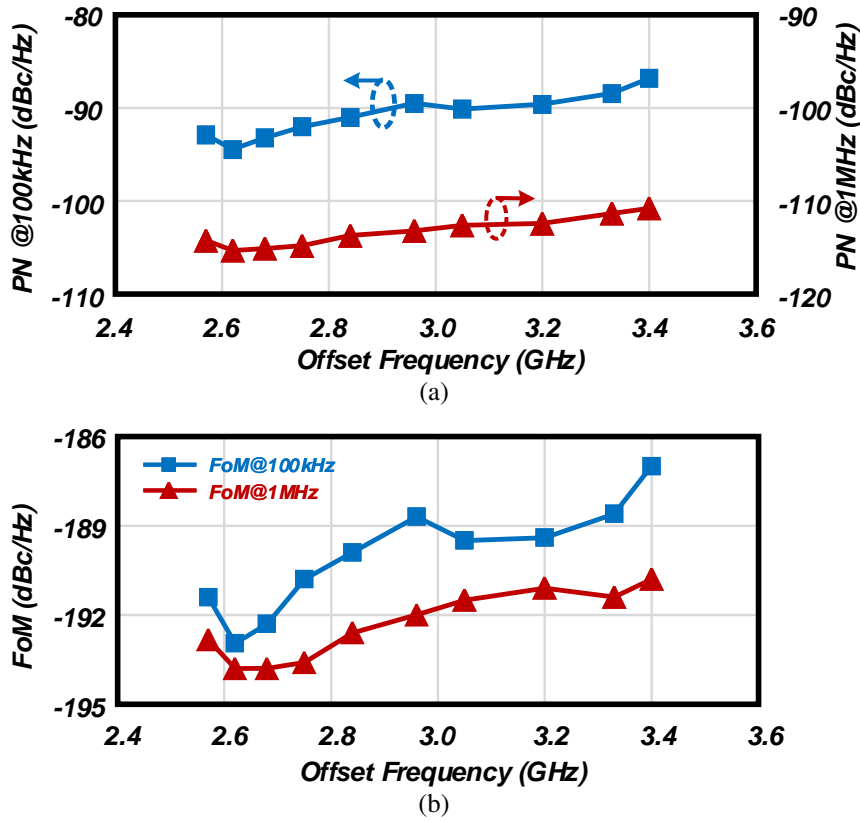 -80
-90
-100
-110
PN @100kHz (dBc/Hz)
-90
-100
-110
-120
PN @1MHz (dBc/Hz)
2.4 2.6 2.8 3.0 3.2 3.4 3.6
Offset Frequency (GHz)
(a)
-186
-189
-192
-195
FoM (dBc/Hz)
FoM@100kHz
FoM@1MHz
2.4 2.6 2.8 3.0 3.2 3.4 3.6
Offset Frequency (GHz)
(b)